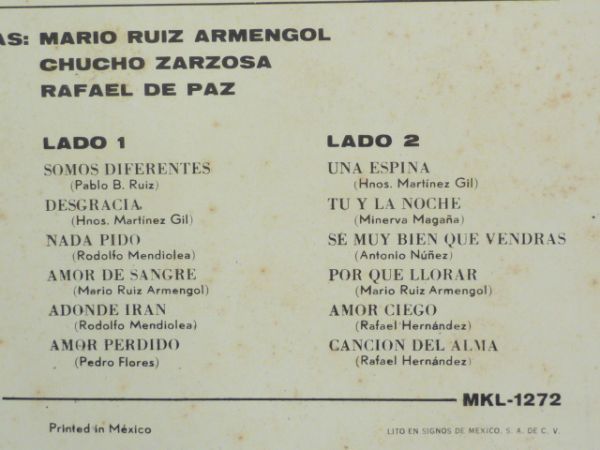 AS: MARIO RUIZ ARMENGOL
CHUCHO ZARZOSA
RAFAEL DE PAZ
LADO 1
SOMOS DIFERENTES
(Pablo B. Ruiz)
DESGRACIA
(Hnos. Martínez Gil)
NADA PIDO
(Rodolfo Mendiolea)
AMOR DE SANGRE
(Mario Ruiz Armengol)
ADONDE IRAN
(Rodolfo Mendiolea)
AMOR PERDIDO
(Pedro Flores)
LADO 2
UNA ESPINA
(Hnos. Martínez Gil)
TU Y LA NOCHE
(Minerva Magaña)
SE MUY BIEN QUE VENDRAS
(Antonio Núñez)
POR QUE LLORAR
(Mario Ruiz Armengol)
AMOR CIEGO
(Rafael Hernández)
CANCION DEL ALMA
(Rafael Hernández)
MKL-1272
Printed in México
LITO EN SIGNOS DE MEXICO, S. A. DE C. V.